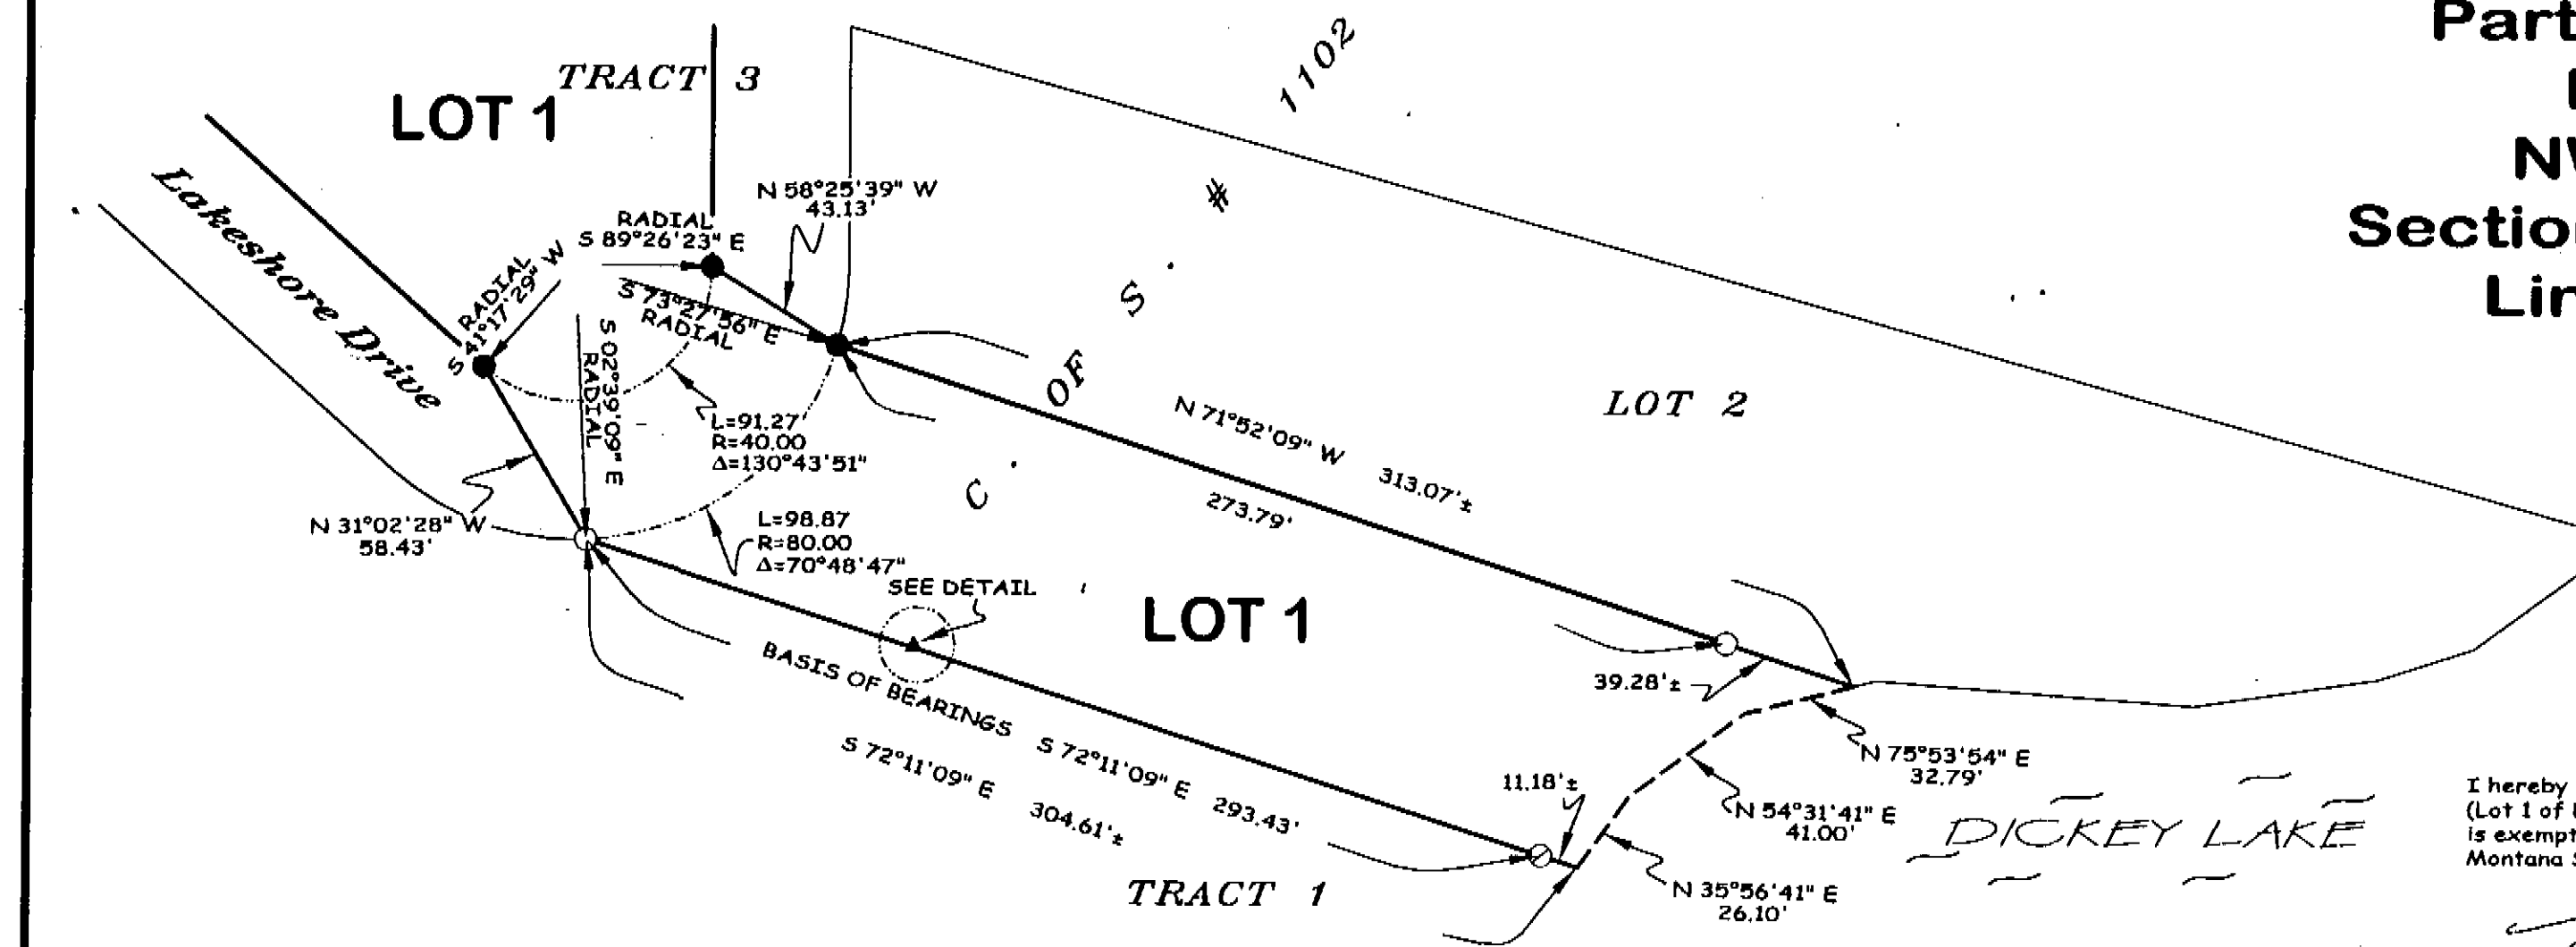 Part
NW
Section
Lin
TRACT 3
LOT 1
1102
#
S.
OF
C.
Lakeshore Drive
N 58°25'39" W
43.13'
RADIAL
S 89°26'23" E
RADIAL
S 41°17'29" W
S 73°27'56" E
RADIAL
S 02°39'09" E
RADIAL
L=91.27
R=40.00
Δ=130°43'51"
L=98.87
R=80.00
Δ=70°48'47"
N 31°02'28" W
58.43'
SEE DETAIL
LOT 2
N 71°52'09" W 313.07'±
273.79'
LOT 1
BASIS OF BEARINGS S 72°11'09" E 293.43'
S 72°11'09" E 304.61'±
39.28'±
11.18'±
N 75°53'54" E
32.79'
N 54°31'41" E
41.00'
N 35°56'41" E
26.10'
DICKEY LAKE
TRACT 1
I hereby
(Lot 1 of
is exempt
Montana